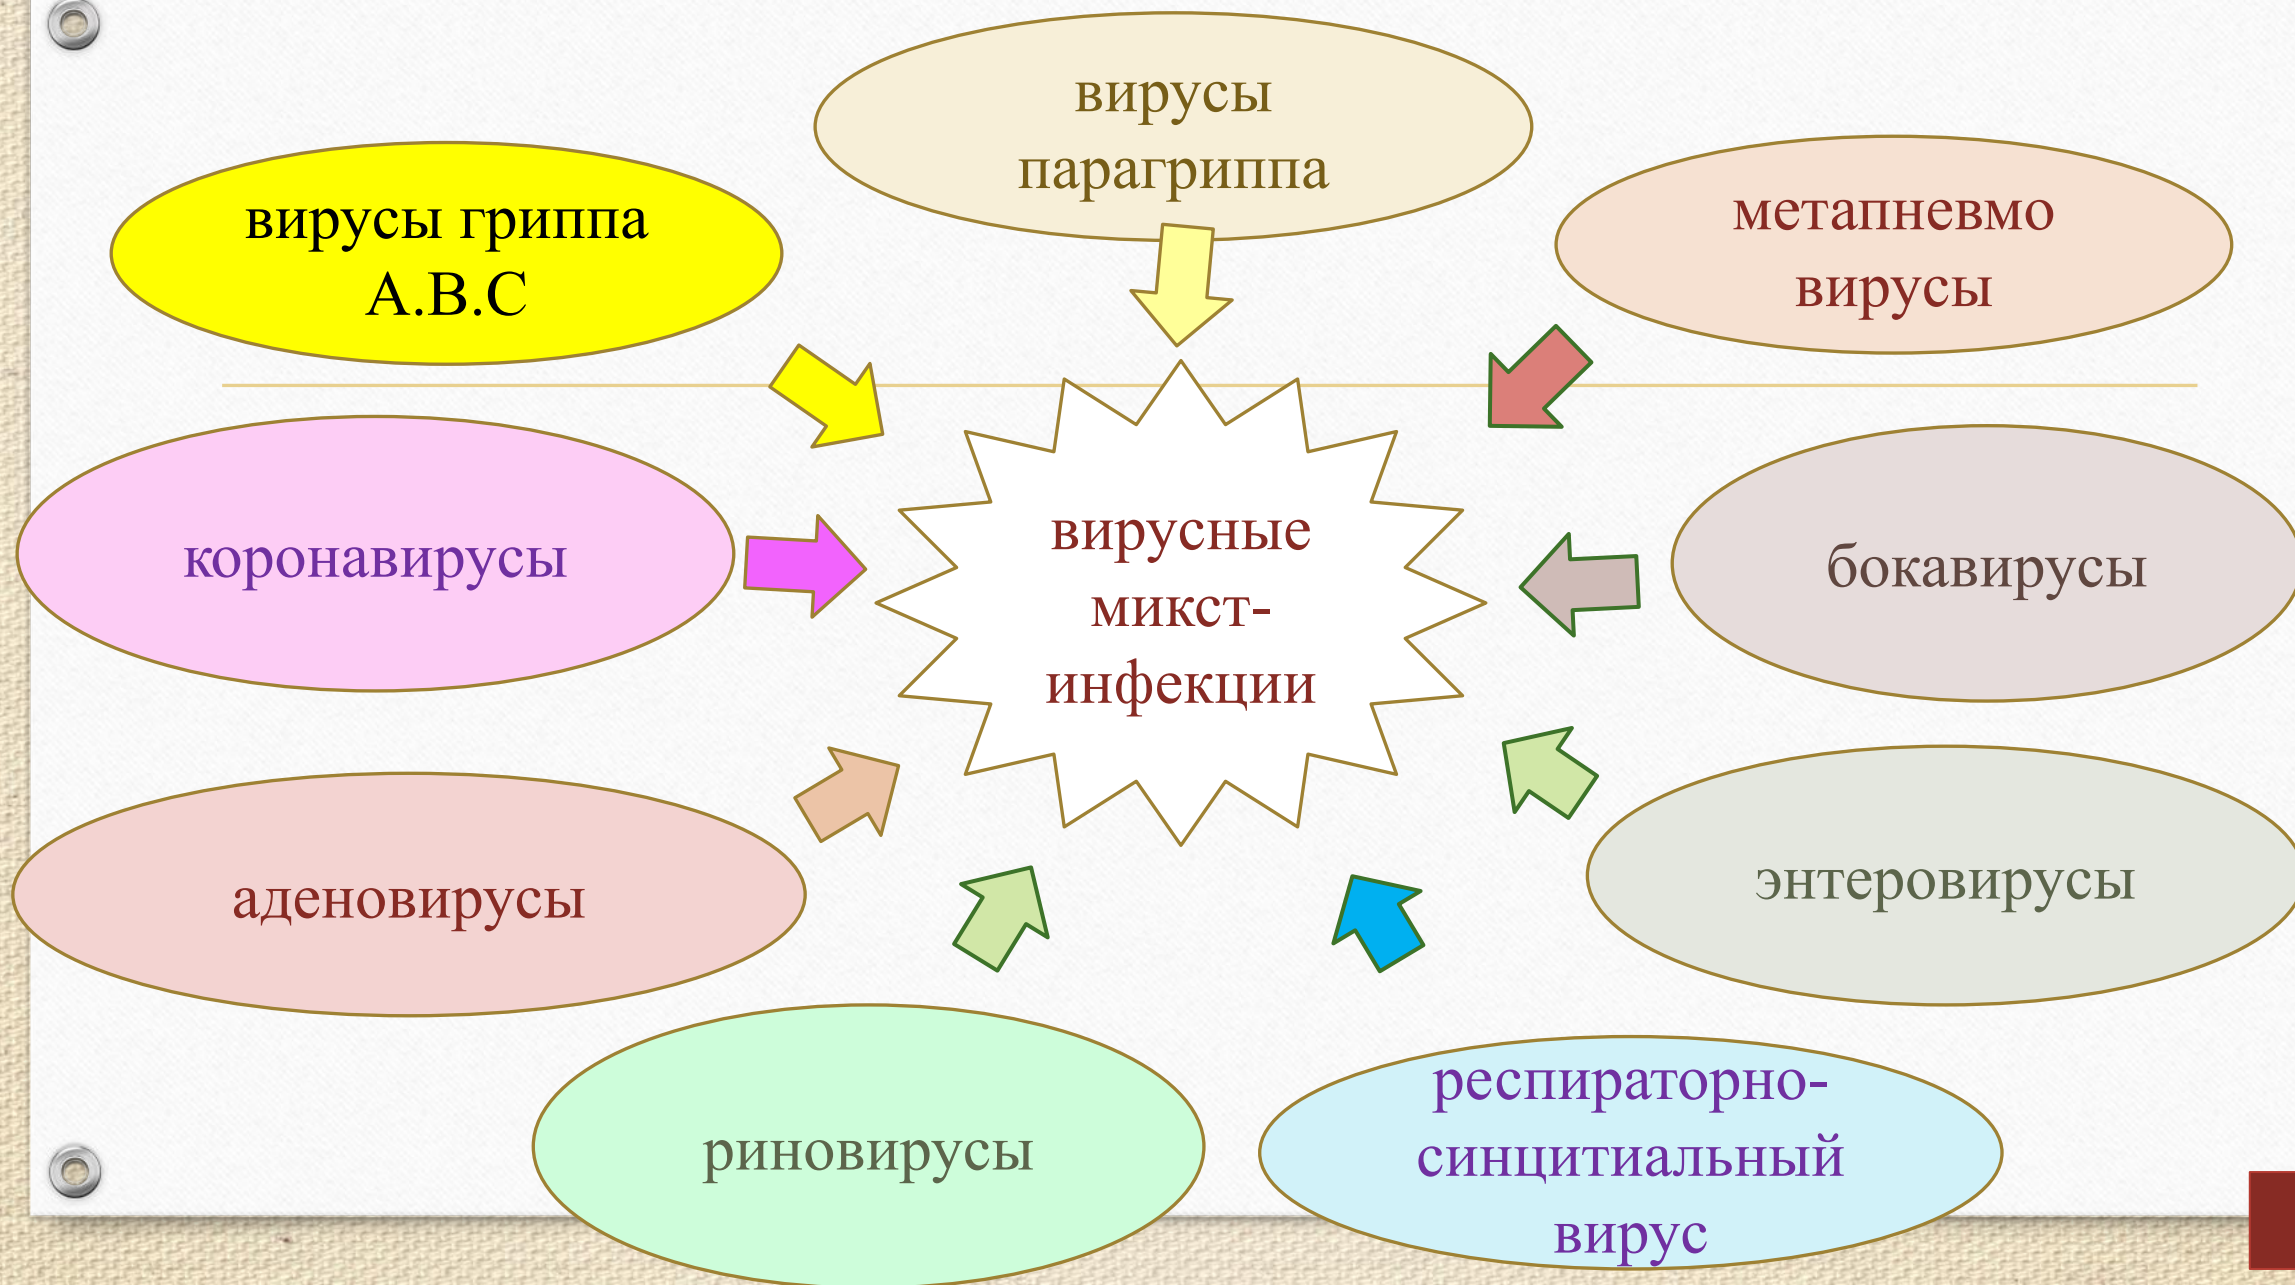 вирусы
парагриппа
вирусы гриппа
А.В.С
метапневмо
вирусы
коронавирусы
вирусные
микст-
инфекции
бокавирусы
аденовирусы
энтеровирусы
риновирусы
респираторно-
синцитиальный
вирус